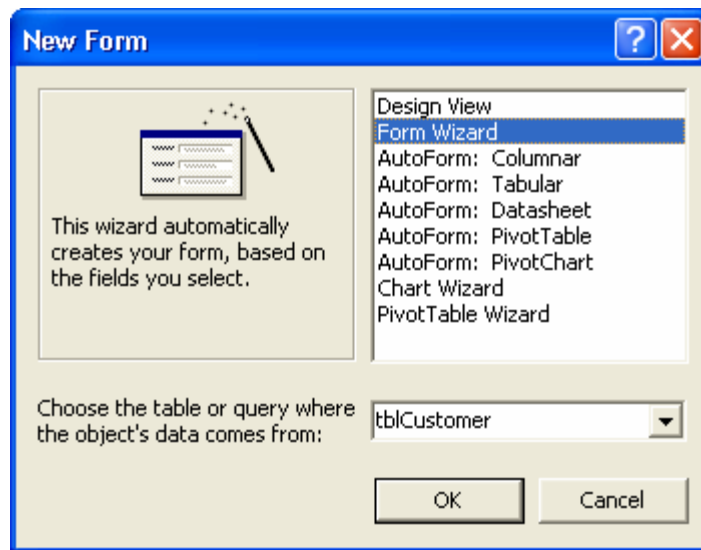 New Form
This wizard automatically
creates your form, based on
the fields you select.
Design View
Form Wizard
AutoForm: Columnar
AutoForm: Tabular
AutoForm: Datasheet
AutoForm: PivotTable
AutoForm: PivotChart
Chart Wizard
PivotTable Wizard
Choose the table or query where
the object's data comes from:
tblCustomer
OK
Cancel